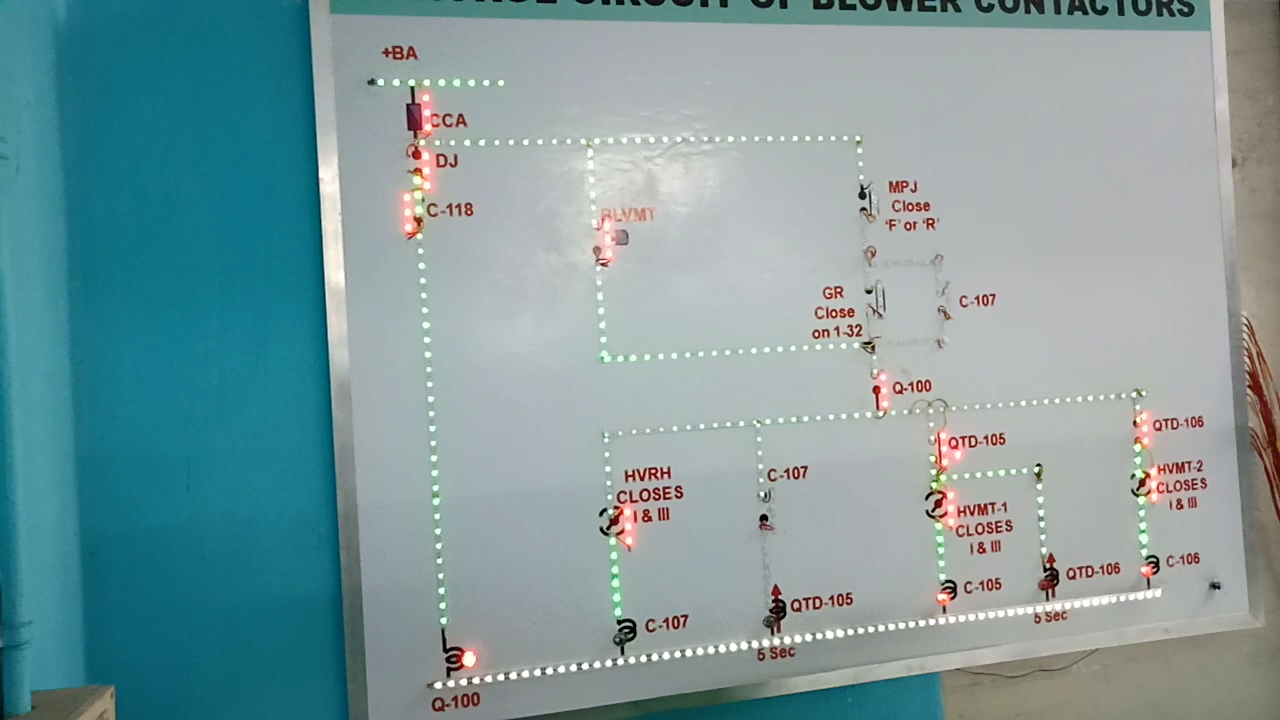 CIRCUIT OF BLOWER CONTACTORS
+BA
CCA
DJ
C-118
BLVMT
MPJ
Close
'F' or 'R'
GR
Close
on 1-32
C-107
Q-100
QTD-105
QTD-106
HVRH
CLOSES
I & III
C-107
HVMT-1
CLOSES
I & III
HVMT-2
CLOSES
I & III
C-107
QTD-105
5 Sec
C-105
QTD-106
5 Sec
C-106
Q-100